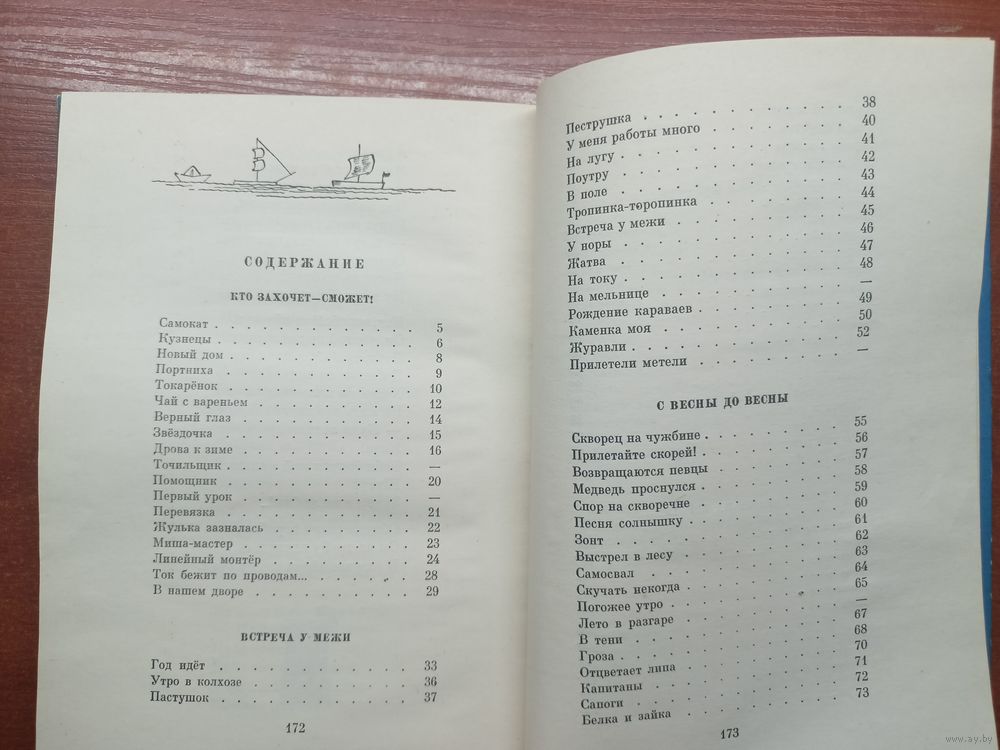 СОДЕРЖАНИЕ
КТО ЗАХОЧЕТ—СМОЖЕТ!
Самокат . . . . . . . . . . . . . 5
Кузнецы . . . . . . . . . . . . . 6
Новый дом . . . . . . . . . . . . 8
Портниха . . . . . . . . . . . . 9
Токарёнок . . . . . . . . . . . . 10
Чай с вареньем . . . . . . . . . . 12
Верный глаз . . . . . . . . . . . 14
Звёздочка . . . . . . . . . . . . 15
Дрова к зиме . . . . . . . . . . . 16
Точильщик . . . . . . . . . . . . —
Помощник . . . . . . . . . . . . 20
Первый урок . . . . . . . . . . . —
Перевязка . . . . . . . . . . . . 21
Жулька зазналась . . . . . . . . . 22
Миша-мастер . . . . . . . . . . . 23
Линейный монтёр . . . . . . . . . 24
Ток бежит по проводам... . . . . . . 28
В нашем дворе . . . . . . . . . . 29
ВСТРЕЧА У МЕЖИ
Год идёт . . . . . . . . . . . . 33
Утро в колхозе . . . . . . . . . . 36
Пастушок . . . . . . . . . . . . 37
172
Пеструшка . . . . . . . . . . . . 38
У меня работы много . . . . . . . . 40
На лугу . . . . . . . . . . . . . 41
Поутру . . . . . . . . . . . . . 42
В поле . . . . . . . . . . . . . 43
Тропинка-торопинка . . . . . . . . 44
Встреча у межи . . . . . . . . . . 45
У норы . . . . . . . . . . . . . 46
Жатва . . . . . . . . . . . . . 47
На току . . . . . . . . . . . . . 48
На мельнице . . . . . . . . . . . —
Рождение караваев . . . . . . . . . 49
Каменка моя . . . . . . . . . . . 50
Журавли . . . . . . . . . . . . . 52
Прилетели метели . . . . . . . . . —
С ВЕСНЫ ДО ВЕСНЫ
Скворец на чужбине . . . . . . . . 55
Прилетайте скорей! . . . . . . . . . 56
Возвращаются певцы . . . . . . . . 57
Медведь проснулся . . . . . . . . . 58
Спор на скворечне . . . . . . . . . 59
Песня солнышку . . . . . . . . . . 60
Зонт . . . . . . . . . . . . . . 61
Выстрел в лесу . . . . . . . . . . 62
Самосвал . . . . . . . . . . . . 63
Скучать некогда . . . . . . . . . . 64
Погожее утро . . . . . . . . . . . 65
Лето в разгаре . . . . . . . . . . —
В тени . . . . . . . . . . . . . 67
Гроза . . . . . . . . . . . . . . 68
Отцветает липа . . . . . . . . . . 70
Капитаны . . . . . . . . . . . . 71
Сапоги . . . . . . . . . . . . . 72
Белка и зайка . . . . . . . . . . 73
173
www.ay.by